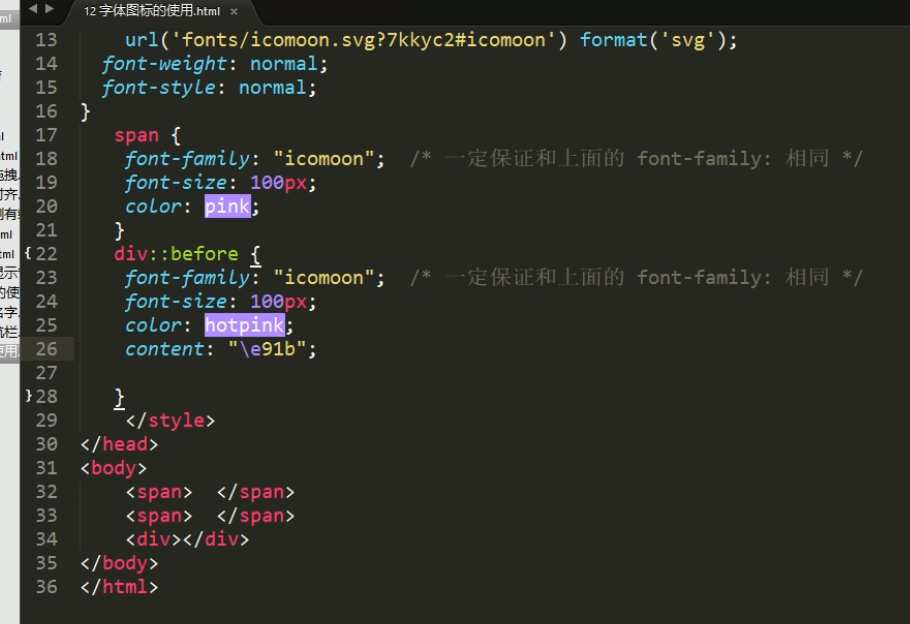 12 字体图标的使用.html ×
13 url('fonts/icomoon.svg?7kkyc2#icomoon') format('svg');
14 font-weight: normal;
15 font-style: normal;
16 }
17 span {
18 font-family: "icomoon"; /* 一定保证和上面的 font-family: 相同 */
19 font-size: 100px;
20 color: pink;
21 }
22 div::before {
23 font-family: "icomoon"; /* 一定保证和上面的 font-family: 相同 */
24 font-size: 100px;
25 color: hotpink;
26 content: "\e91b";
27
28 }
29 </style>
30 </head>
31 <body>
32 <span> </span>
33 <span> </span>
34 <div></div>
35 </body>
36 </html>